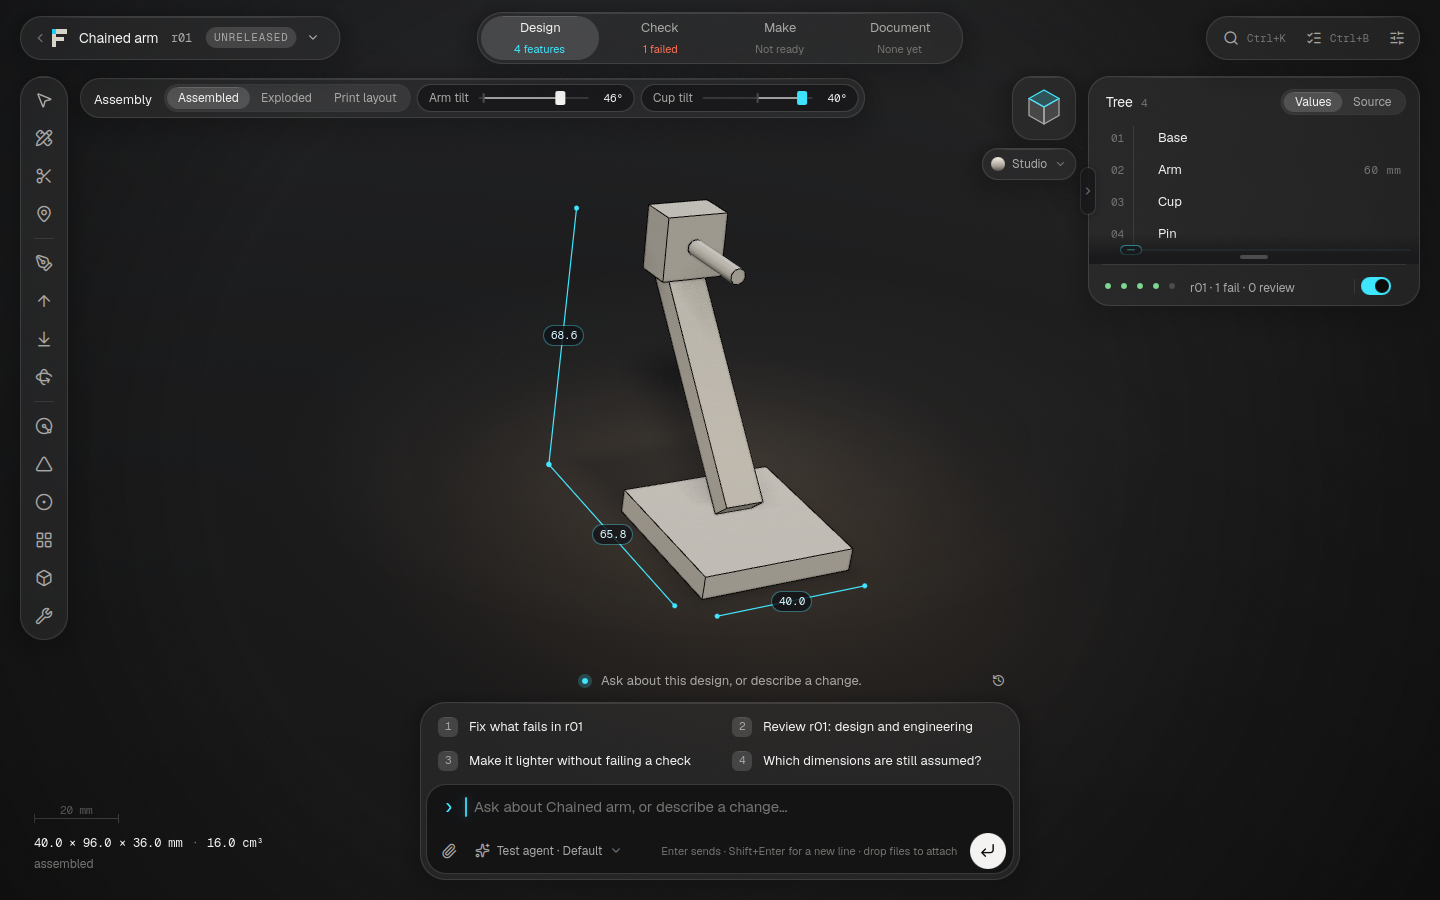 Chained arm r01 UNRELEASED
Design
4 features
Check
1 failed
Make
Not ready
Document
None yet
Ctrl+K
Ctrl+B
Assembly
Assembled
Exploded
Print layout
Arm tilt
46°
Cup tilt
40°
Studio
Tree 4
Values
Source
01 Base
02 Arm 60 mm
03 Cup
04 Pin
r01 · 1 fail · 0 review
68.6
65.8
40.0
Ask about this design, or describe a change.
1 Fix what fails in r01
2 Review r01: design and engineering
3 Make it lighter without failing a check
4 Which dimensions are still assumed?
Ask about Chained arm, or describe a change...
Test agent · Default
Enter sends · Shift+Enter for a new line · drop files to attach
20 mm
40.0 × 96.0 × 36.0 mm · 16.0 cm³
assembled